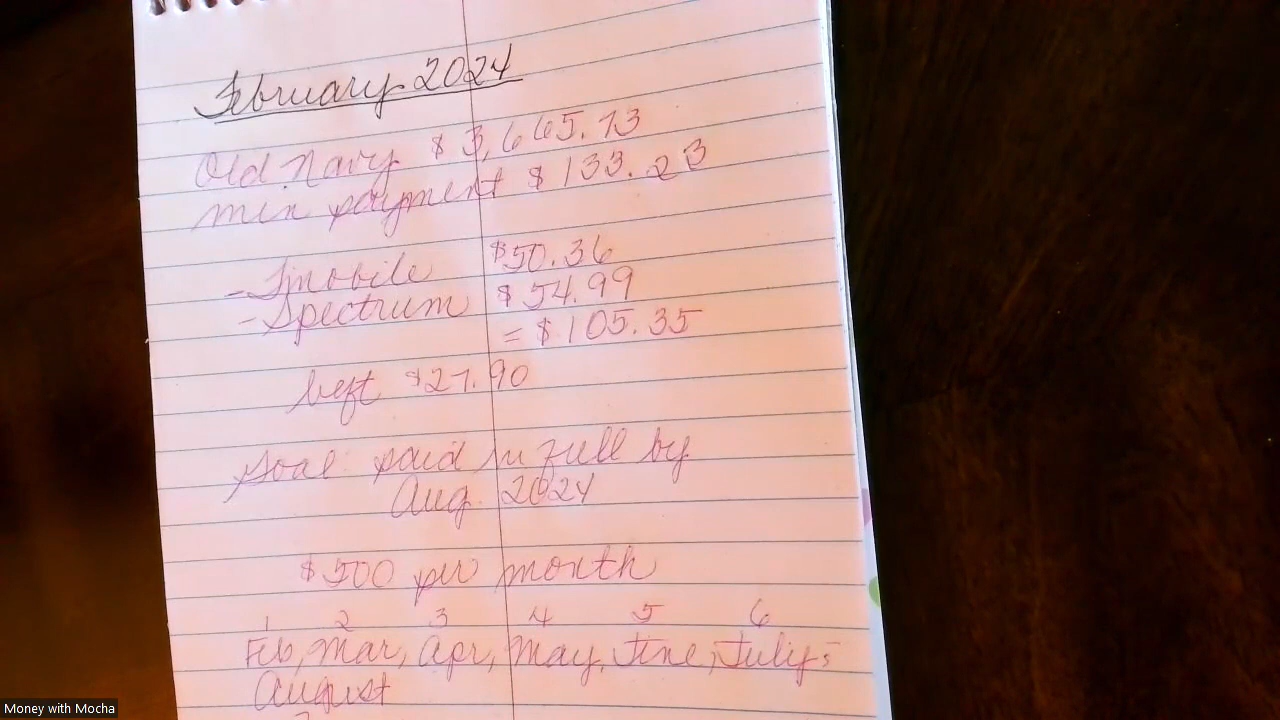 February 2024
Old Navy $3,665.73
min payment $133.23
- Tmobile $50.36
- Spectrum $54.99
= $105.35
left $27.90
Goal: paid in full by
Aug. 2024
$500 per month
1 2 3 4 5 6
Feb, Mar, Apr, May, June, July,
August
Money with Mocha